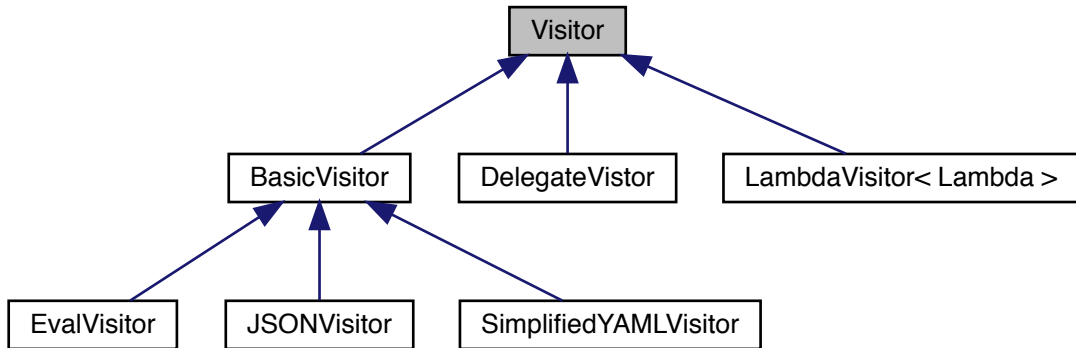 Visitor
BasicVisitor
DelegateVistor
LambdaVisitor< Lambda >
EvalVisitor
JSONVisitor
SimplifiedYAMLVisitor